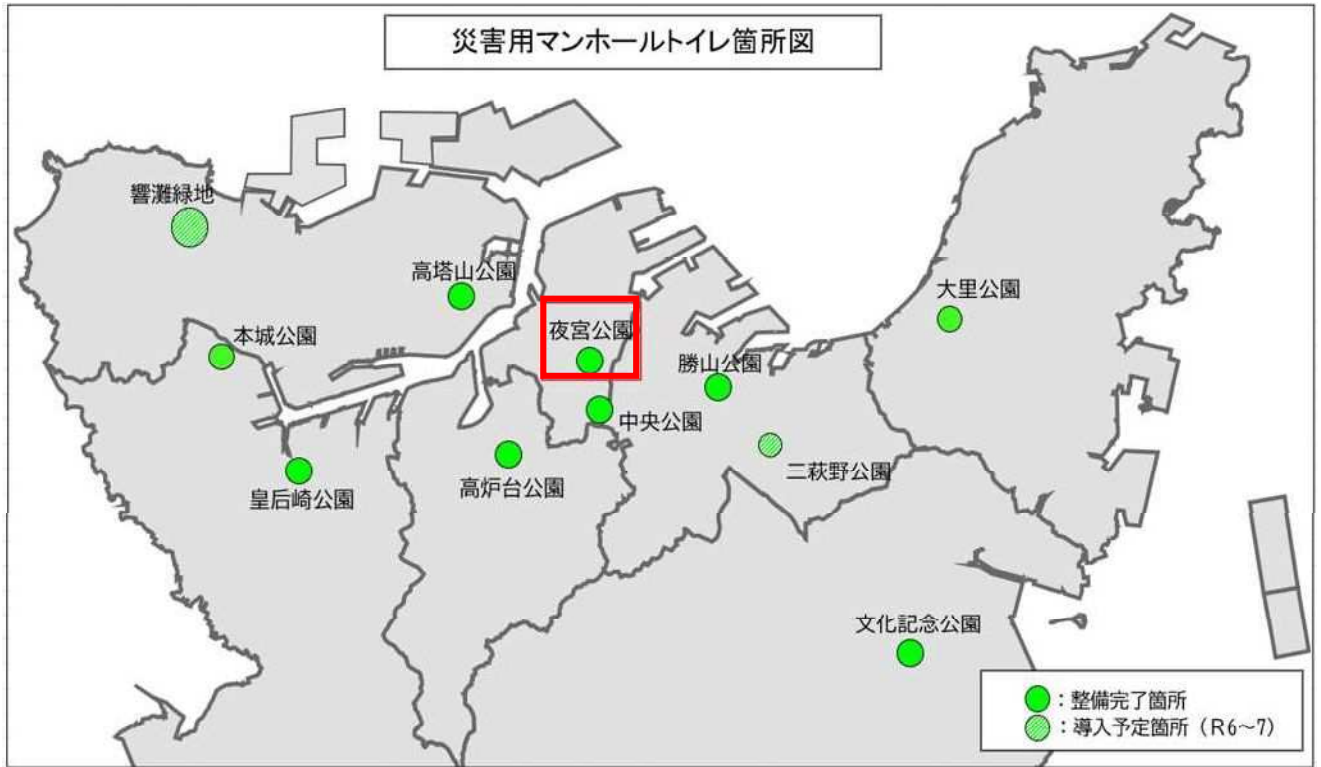 災害用マンホールトイレ箇所図
響灘緑地
高塔山公園
大里公園
本城公園
夜宮公園
勝山公園
中央公園
二萩野公園
高炉台公園
皇后崎公園
文化記念公園
：整備完了箇所
：導入予定箇所（R6～7）